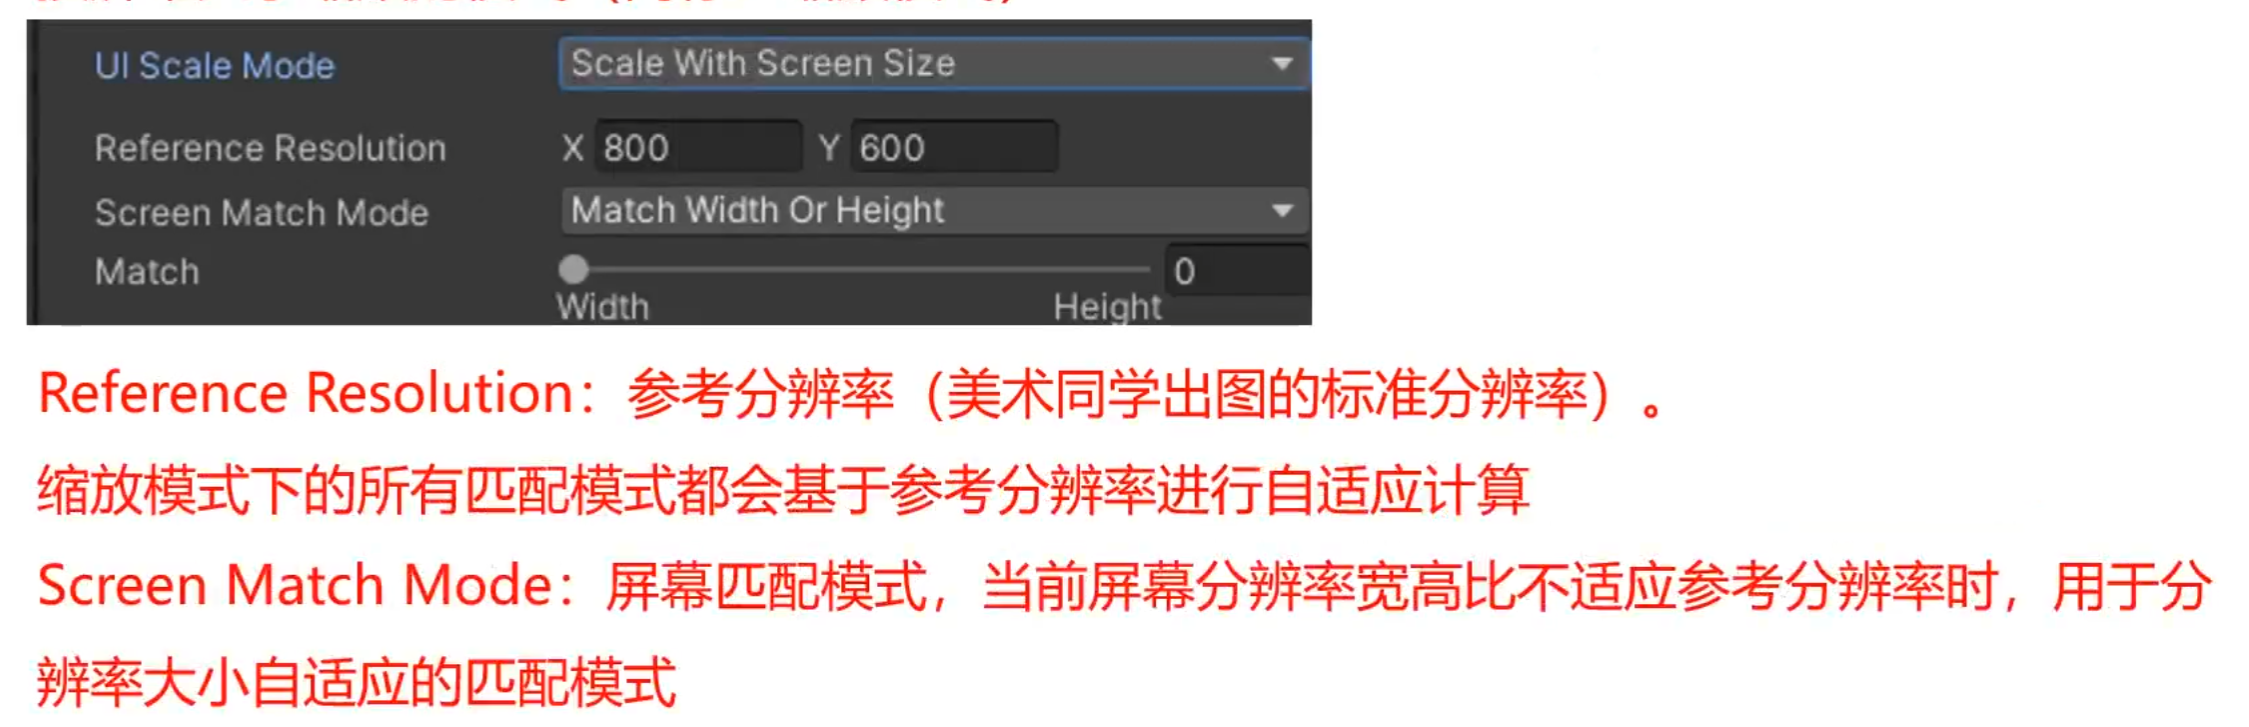 UI Scale Mode Scale With Screen Size
Reference Resolution X 800 Y 600
Screen Match Mode Match Width Or Height
Match 0
Width Height
Reference Resolution：参考分辨率（美术同学出图的标准分辨率）。
缩放模式下的所有匹配模式都会基于参考分辨率进行自适应计算
Screen Match Mode：屏幕匹配模式，当前屏幕分辨率宽高比不适应参考分辨率时，用于分
辨率大小自适应的匹配模式